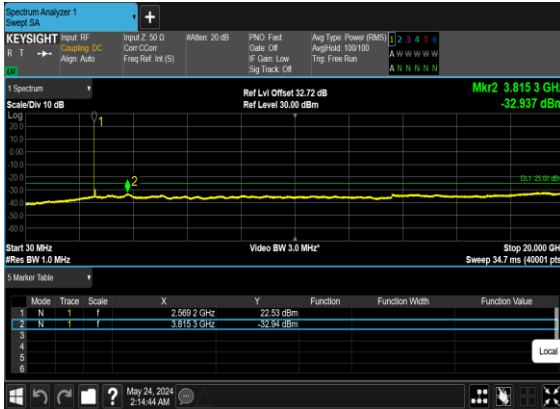 Spectrum Analyzer 1
Swept SA
+
KEYSIGHT Input: RF Input Z: 50 Ω #Atten: 20 dB PNO: Fast Avg Type: Power (RMS) 1 2 3 4 5 6
R T Coupling: DC Corr CCorr Gate: Off Avg|Hold: 100/100 A W W W W W
Align: Auto Freq Ref: Int (S) IF Gain: Low Trig: Free Run
Sig Track: Off A N N N N N
1 Spectrum Ref Lvl Offset 32.72 dB Mkr2 3.815 3 GHz
Scale/Div 10 dB Ref Level 30.00 dBm -32.937 dBm
Log
1
20.0
10.0
0.00
-10.0
-20.0
DL1 25.00 dBm
2
-30.0
-40.0
-50.0
-60.0
Start 30 MHz Video BW 3.0 MHz* Stop 20.000 GHz
#Res BW 1.0 MHz Sweep 34.7 ms (40001 pts)
5 Marker Table
Mode Trace Scale X Y Function Function Width Function Value
1 N 1 f 2.569 2 GHz 22.53 dBm
2 N 1 f 3.815 3 GHz -32.94 dBm
3
4
5
6
Local
? May 24, 2024
2:14:44 AM